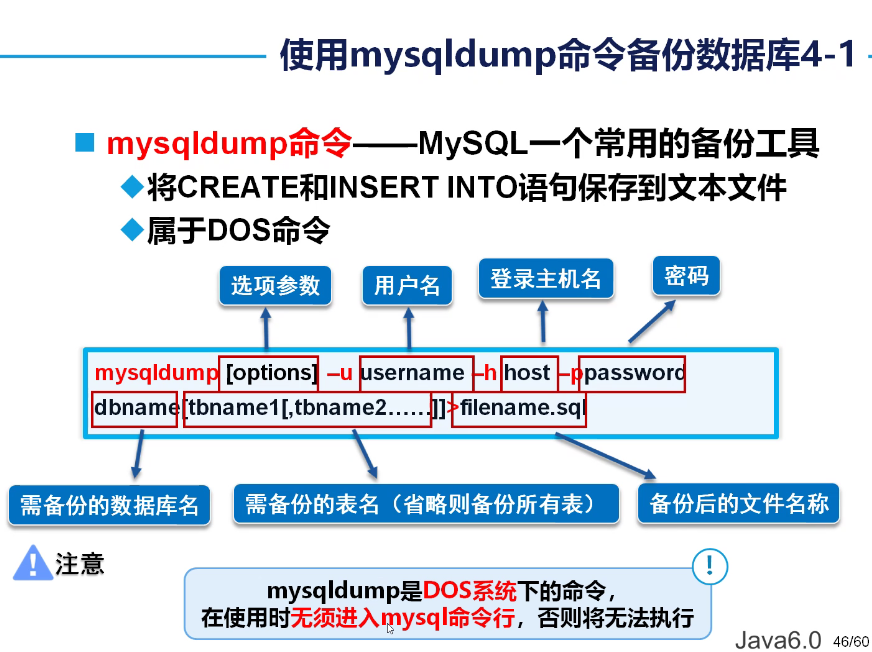 使用mysqldump命令备份数据库4-1
mysqldump命令——MySQL一个常用的备份工具
将CREATE和INSERT INTO语句保存到文本文件
属于DOS命令
选项参数
用户名
登录主机名
密码
mysqldump [options] –u username –h host –ppassword
dbname[tbname1[,tbname2……]]>filename.sql
需备份的数据库名
需备份的表名（省略则备份所有表）
备份后的文件名称
注意
mysqldump是DOS系统下的命令，
在使用时无须进入mysql命令行，否则将无法执行
Java6.0
46/60